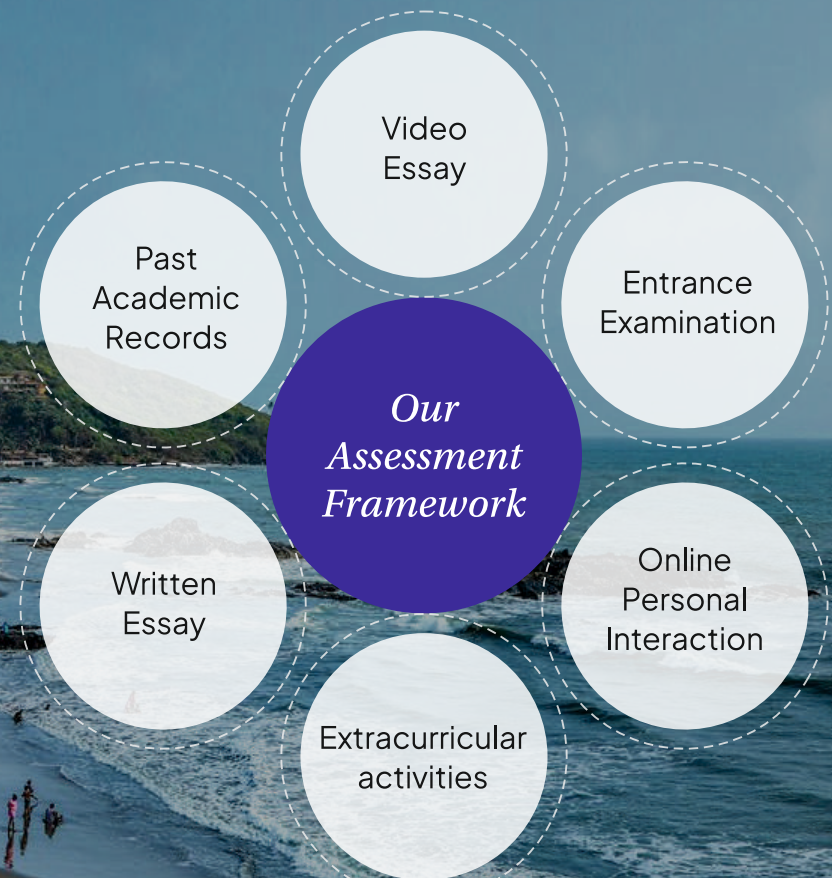 Video
Essay
Past
Academic
Records
Entrance
Examination
Our
Assessment
Framework
Written
Essay
Online
Personal
Interaction
Extracurricular
activities